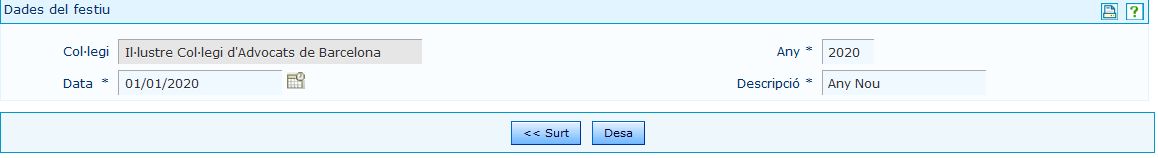 Dades del festiu
Col·legi Il·lustre Col·legi d'Advocats de Barcelona Any * 2020
Data * 01/01/2020 Descripció * Any Nou
<< Surt Desa